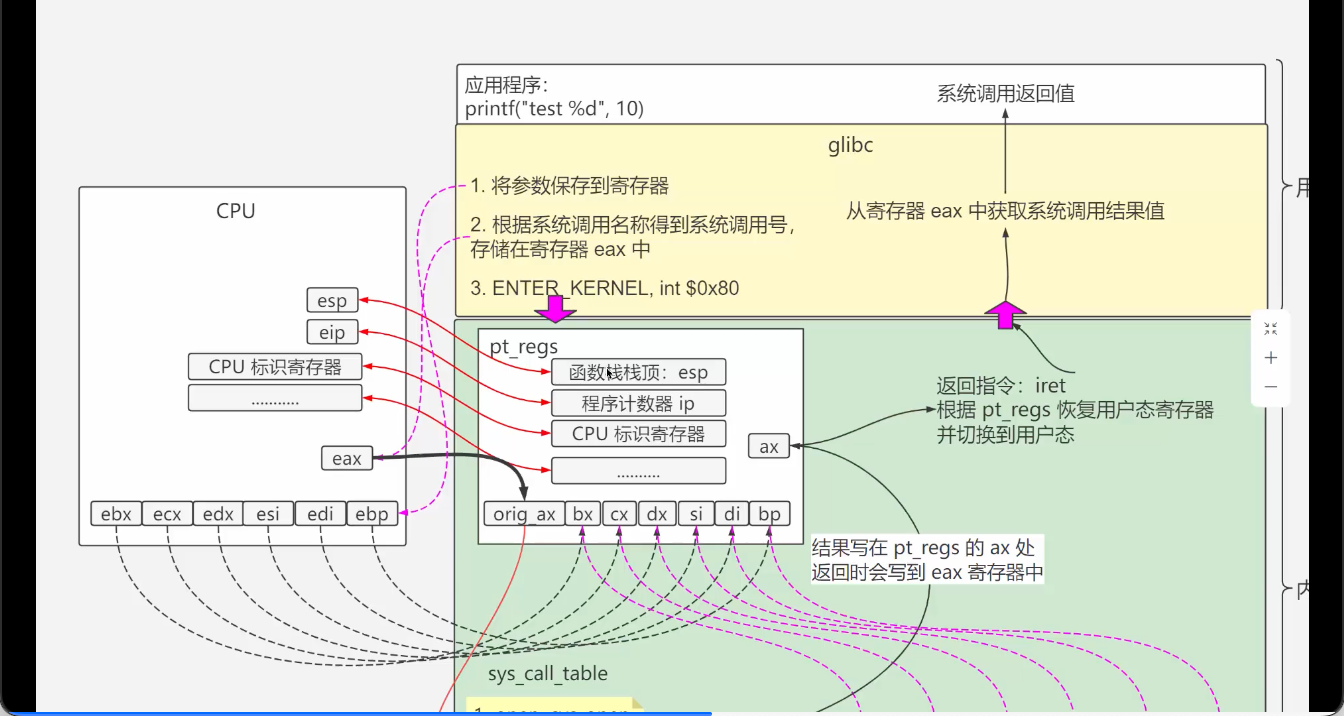 应用程序：
printf("test %d", 10)
系统调用返回值
glibc
1. 将参数保存到寄存器
2. 根据系统调用名称得到系统调用号，
存储在寄存器 eax 中
3. ENTER_KERNEL, int $0x80
从寄存器 eax 中获取系统调用结果值
CPU
esp
eip
CPU 标识寄存器
...........
eax
ebx
ecx
edx
esi
edi
ebp
pt_regs
函数栈栈顶：esp
程序计数器 ip
CPU 标识寄存器
..........
ax
orig_ax
bx
cx
dx
si
di
bp
返回指令：iret
根据 pt_regs 恢复用户态寄存器
并切换到用户态
结果写在 pt_regs 的 ax 处
返回时会写到 eax 寄存器中
sys_call_table